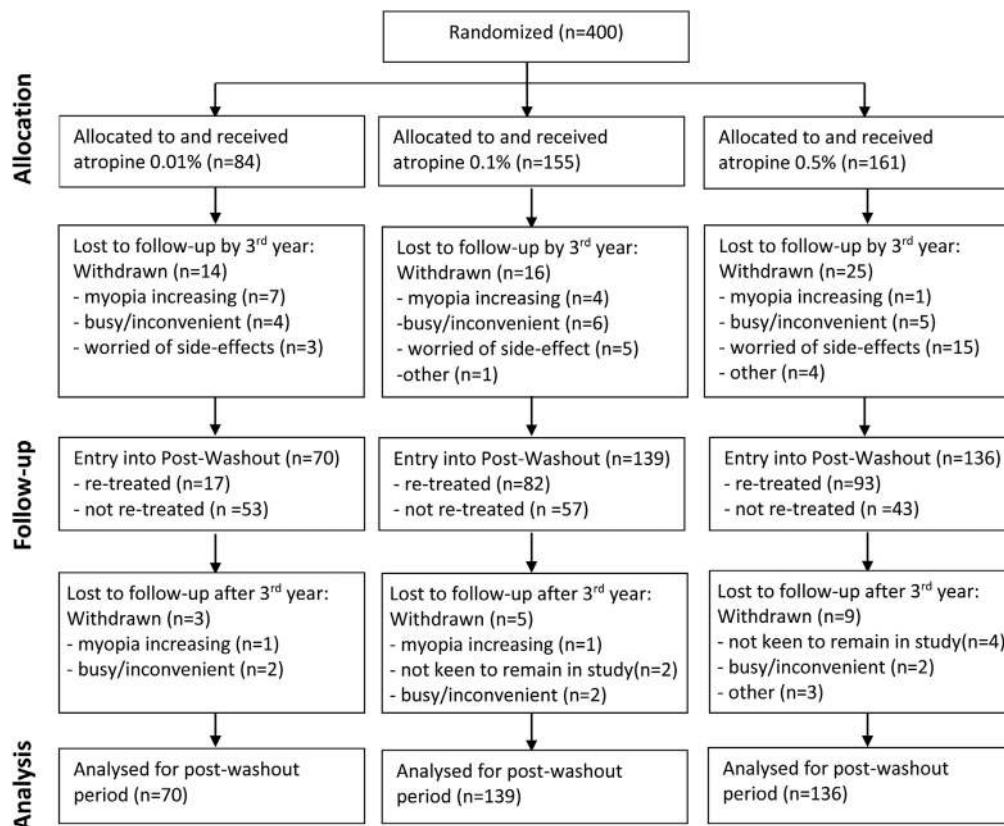 Randomized (n=400)
Allocation
Allocated to and received
atropine 0.01% (n=84)
Allocated to and received
atropine 0.1% (n=155)
Allocated to and received
atropine 0.5% (n=161)
Lost to follow-up by 3rd year:
Withdrawn (n=14)
- myopia increasing (n=7)
- busy/inconvenient (n=4)
- worried of side-effects (n=3)
Lost to follow-up by 3rd year:
Withdrawn (n=16)
- myopia increasing (n=4)
-busy/inconvenient (n=6)
- worried of side-effect (n=5)
-other (n=1)
Lost to follow-up by 3rd year:
Withdrawn (n=25)
- myopia increasing (n=1)
- busy/inconvenient (n=5)
- worried of side-effects (n=15)
- other (n=4)
Follow-up
Entry into Post-Washout (n=70)
- re-treated (n=17)
- not re-treated (n =53)
Entry into Post-Washout (n=139)
- re-treated (n=82)
- not re-treated (n =57)
Entry into Post-Washout (n=136)
- re-treated (n=93)
- not re-treated (n =43)
Lost to follow-up after 3rd year:
Withdrawn (n=3)
- myopia increasing (n=1)
- busy/inconvenient (n=2)
Lost to follow-up after 3rd year:
Withdrawn (n=5)
- myopia increasing (n=1)
- not keen to remain in study(n=2)
- busy/inconvenient (n=2)
Lost to follow-up after 3rd year:
Withdrawn (n=9)
- not keen to remain in study(n=4)
- busy/inconvenient (n=2)
- other (n=3)
Analysis
Analysed for post-washout
period (n=70)
Analysed for post-washout
period (n=139)
Analysed for post-washout
period (n=136)